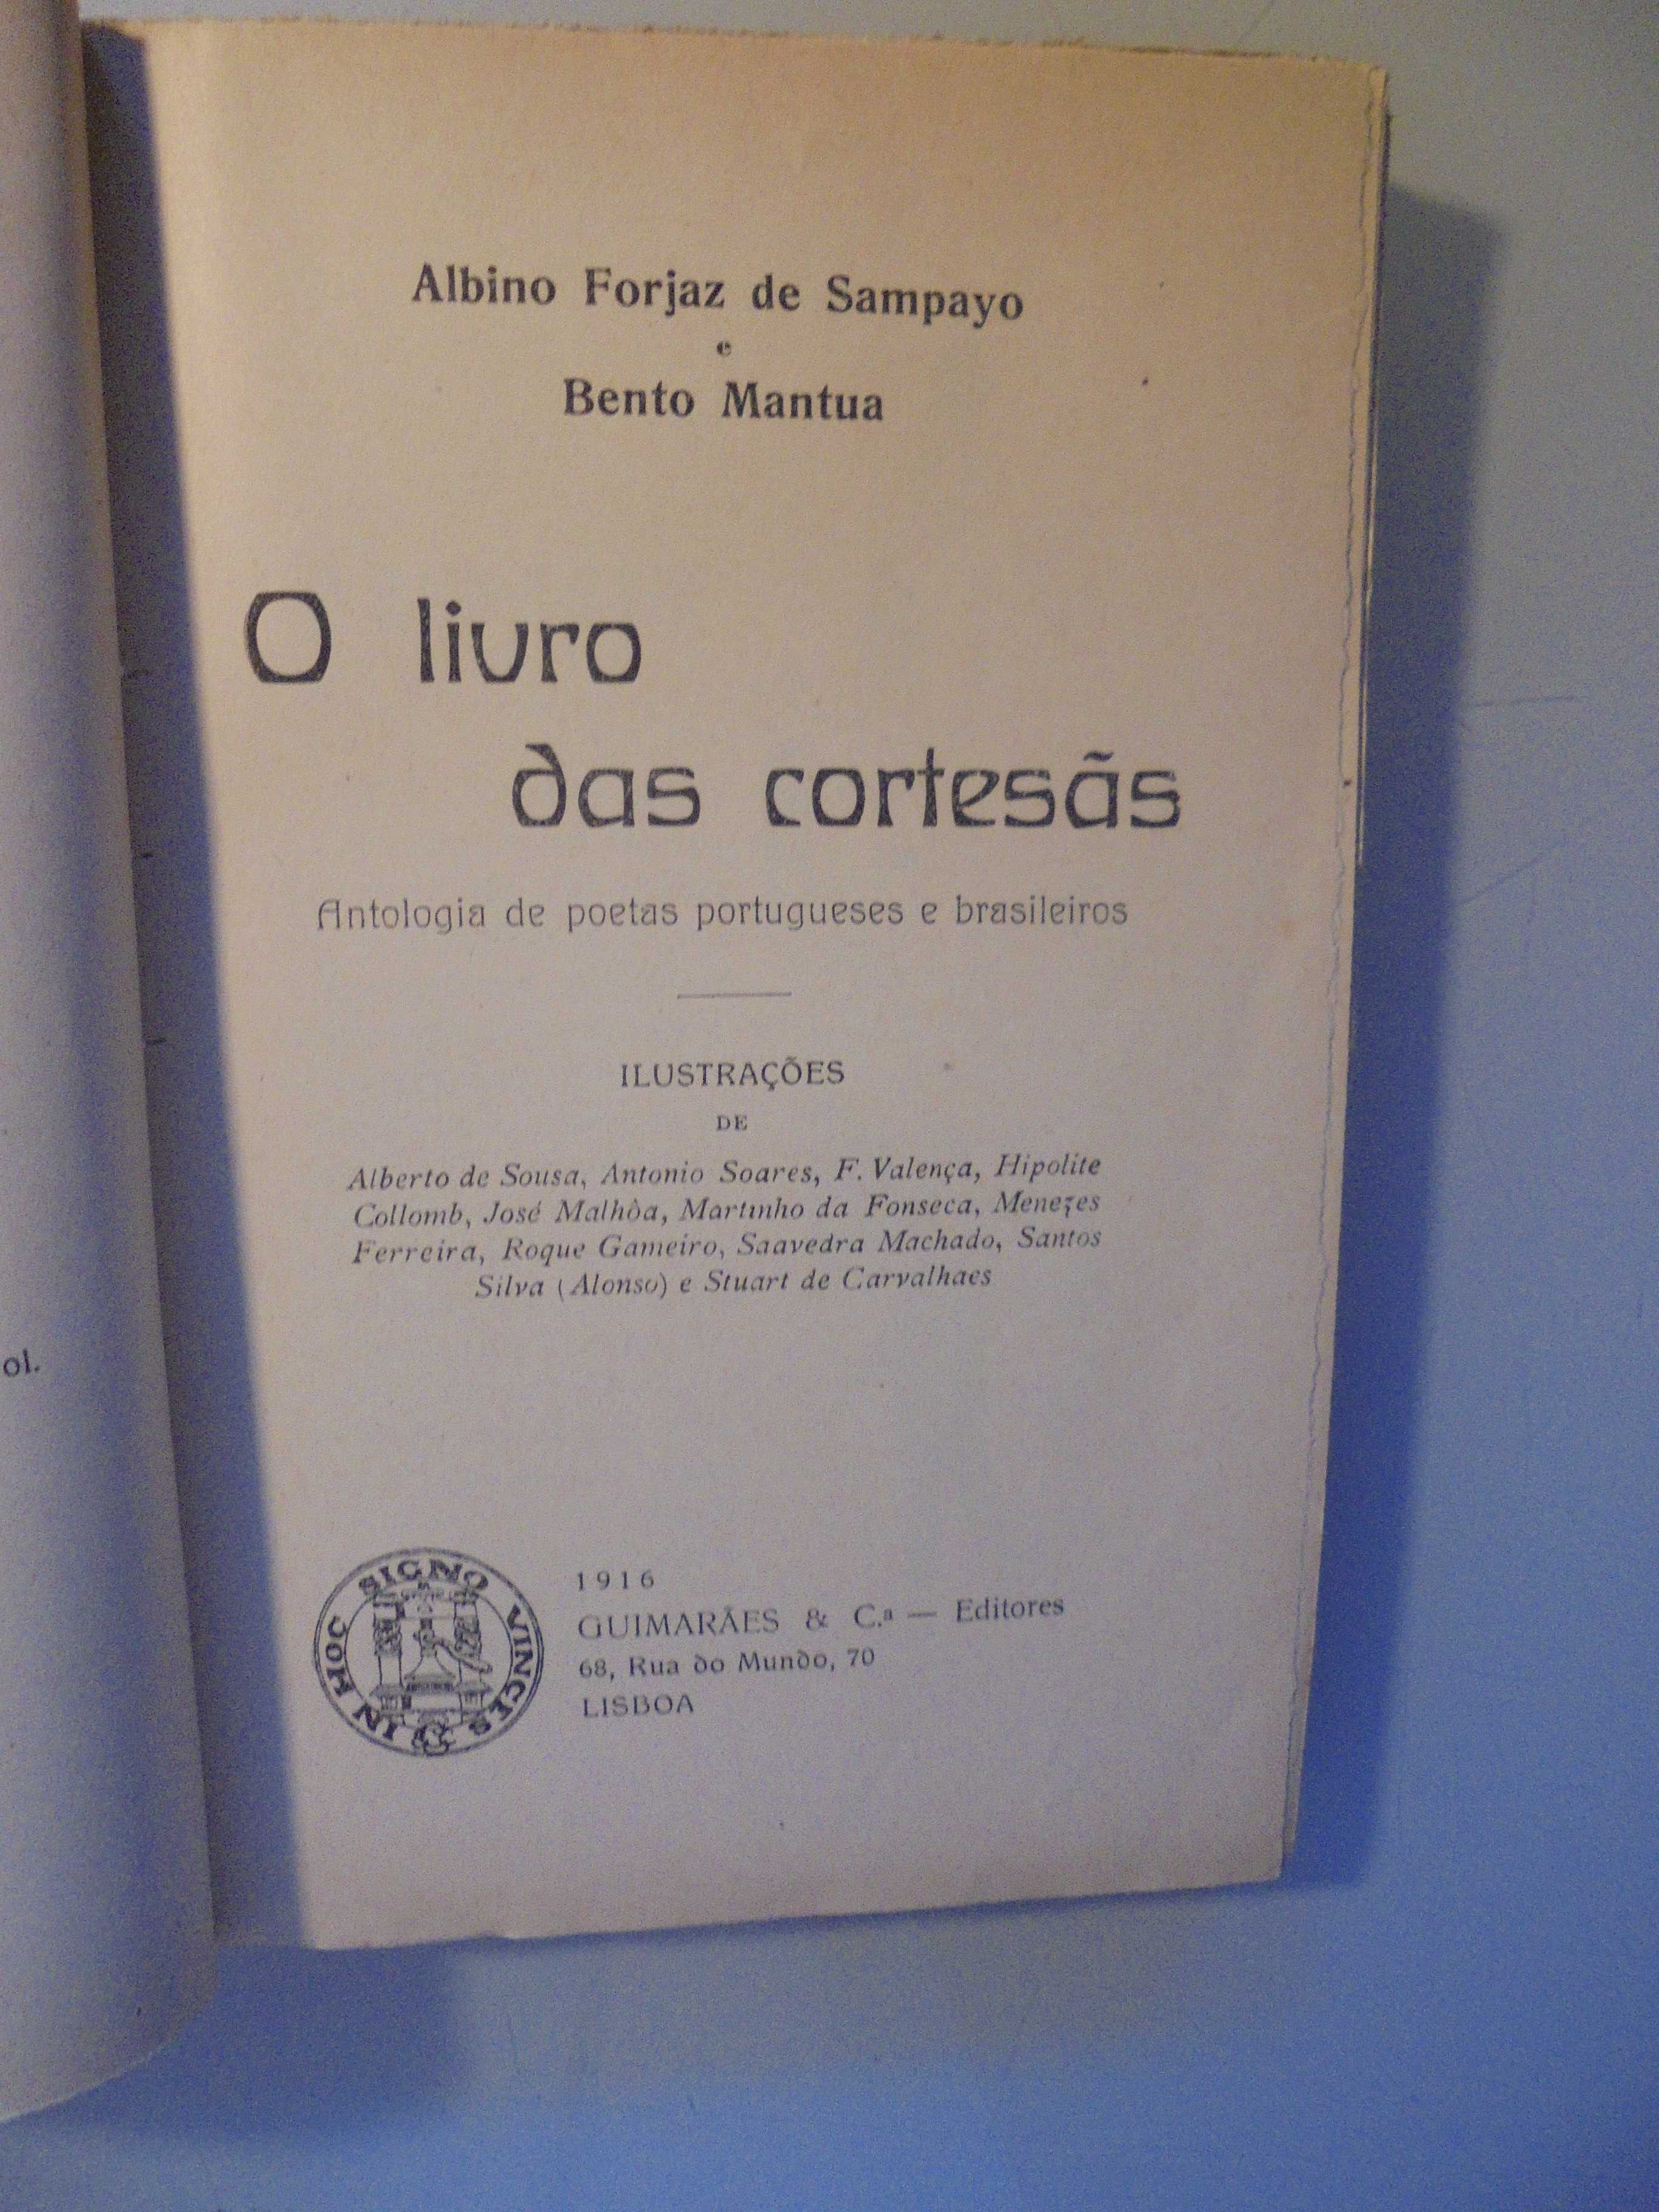 Albino Forjaz de Sampayo
e
Bento Mantua
O livro
das cortesãs
Antologia de poetas portugueses e brasileiros
ILUSTRAÇÕES
DE
Alberto de Sousa, Antonio Soares, F. Valença, Hipolite
Collomb, José Malhôa, Martinho da Fonseca, Menezes
Ferreira, Roque Gameiro, Saavedra Machado, Santos
Silva (Alonso) e Stuart de Carvalhaes
IN HOC SIGNO VINCES
1916
GUIMARÃES & C.ª — Editores
68, Rua do Mundo, 70
LISBOA
ol.